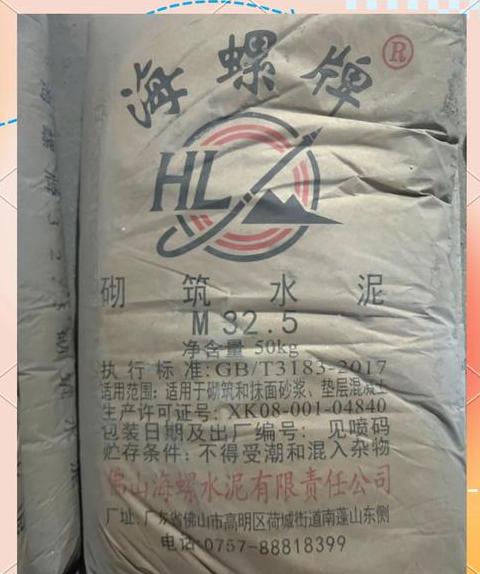 海螺牌®
HL
砌筑水泥
M 32.5
净含量 50kg
执行标准:GB/T3183-2017
适用范围：适用于砌筑和抹面砂浆、垫层混凝土
生产许可证号：XK08-001-04840
包装日期及出厂编号：见喷码
贮存条件：不得受潮和混入杂物
佛山海螺水泥有限责任公司
厂址:广东省佛山市高明区荷城街道南蓬山东侧
电话:0757-88818399